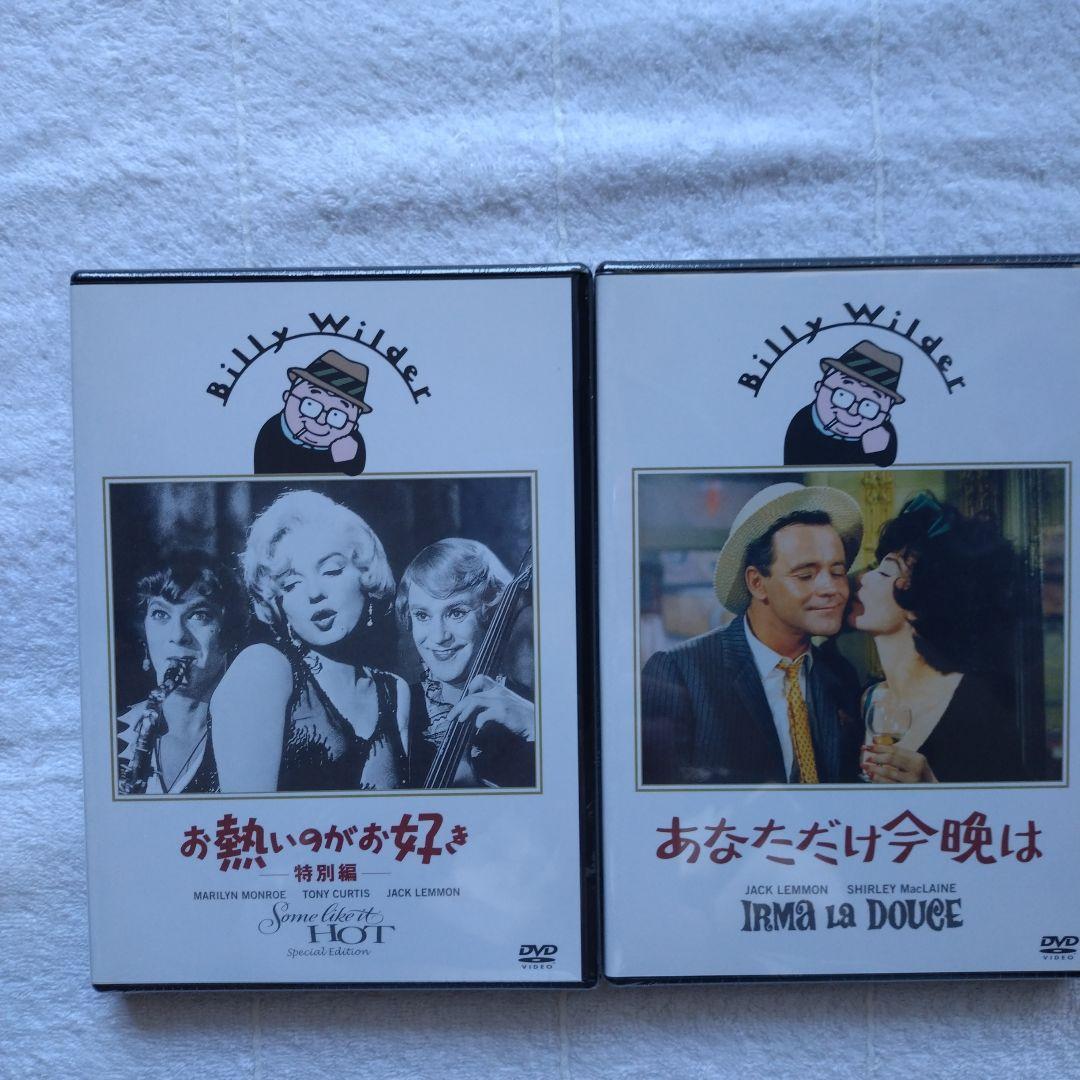 Billy Wilder
お熱いのがお好き
特別編
MARILYN MONROE TONY CURTIS JACK LEMMON
Some like it
HOT
Special Edition
DVD
VIDEO
Billy Wilder
あなただけ今晩は
JACK LEMMON SHIRLEY MacLAINE
IRMA LA DOUCE
DVD
VIDEO